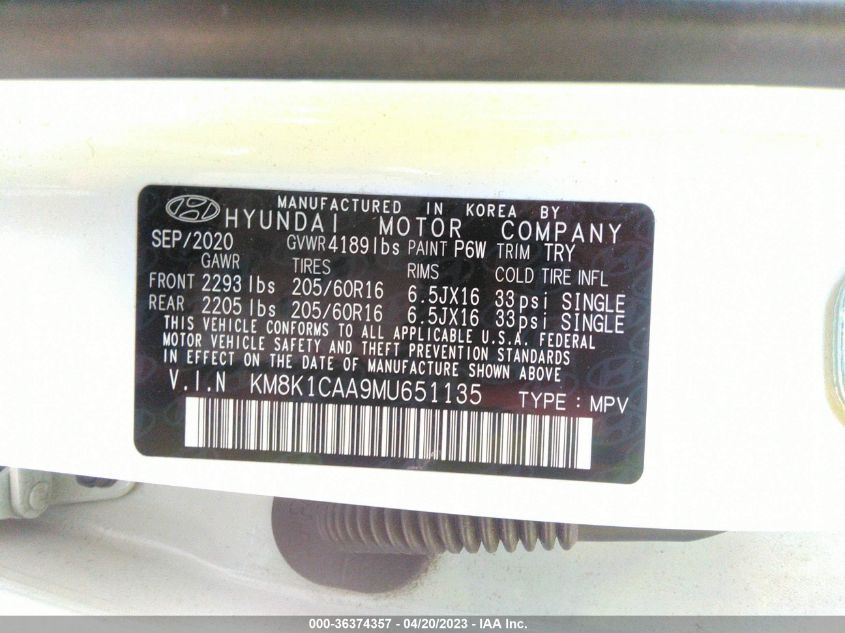 MANUFACTURED IN KOREA BY
HYUNDAI MOTOR COMPANY
SEP/2020 GVWR 4189 lbs PAINT P6W TRIM TRY
GAWR TIRES RIMS COLD TIRE INFL
FRONT 2293 lbs 205/60R16 6.5JX16 33psi SINGLE
REAR 2205 lbs 205/60R16 6.5JX16 33psi SINGLE
THIS VEHICLE CONFORMS TO ALL APPLICABLE U.S.A. FEDERAL
MOTOR VEHICLE SAFETY AND THEFT PREVENTION STANDARDS
IN EFFECT ON THE DATE OF MANUFACTURE SHOWN ABOVE
V.I.N KM8K1CAA9MU651135 TYPE : MPV
000-36374357 - 04/20/2023 - IAA Inc.